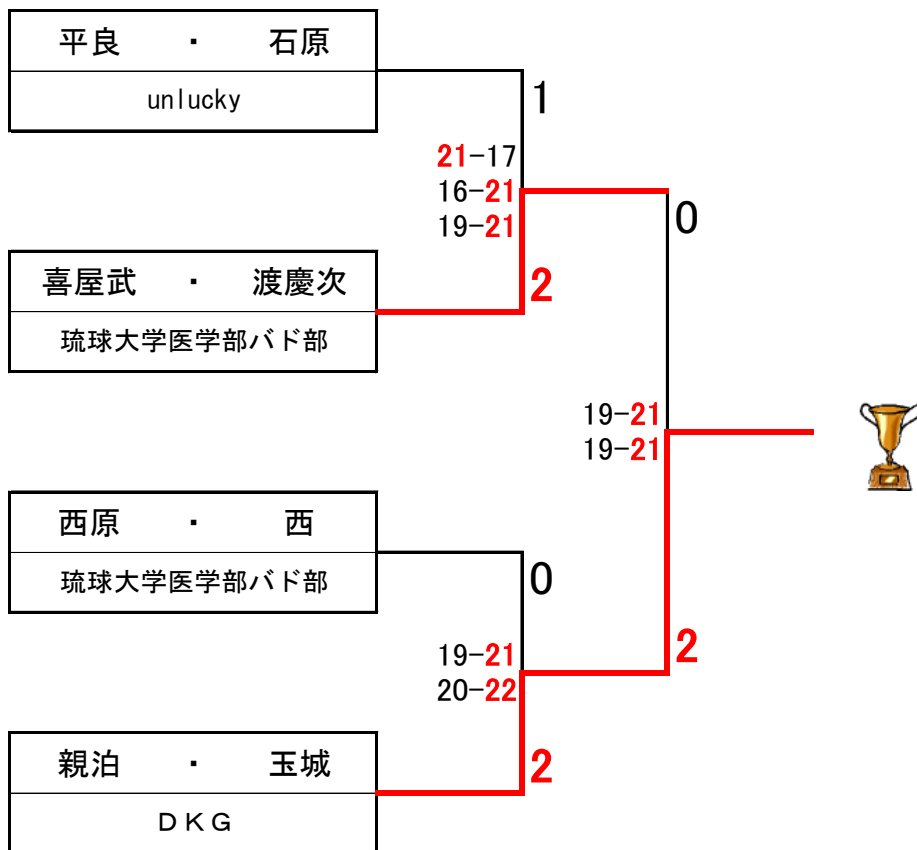 平良 ・ 石原
unlucky
1
21-17
16-21
19-21
0
喜屋武 ・ 渡慶次
2
琉球大学医学部バド部
19-21
19-21
西原 ・ 西
琉球大学医学部バド部
0
19-21
20-22
2
親泊 ・ 玉城
2
ＤＫＧ